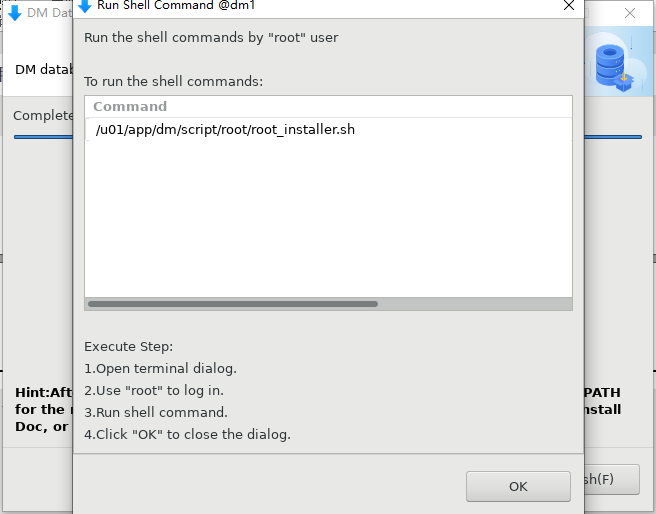 DM Dat
Run Shell Command @dm1
DM datab
Run the shell commands by "root" user
To run the shell commands:
Command
/u01/app/dm/script/root/root_installer.sh
Complete
Execute Step:
1.Open terminal dialog.
2.Use "root" to log in.
3.Run shell command.
4.Click "OK" to close the dialog.
Hint:Aft
PATH
for the
nstall
Doc, or
OK
sh(F)